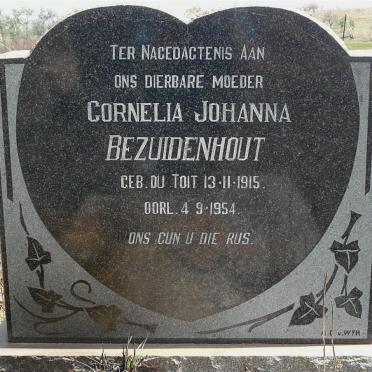 TER NAGEDACTENIS AAN
ONS DIERBARE MOEDER
CORNELIA JOHANNA
BEZUIDENHOUT
GEB. DU TOIT 13-11-1915.
OORL. 4-9-1954.
ONS GUN U DIE RUS.